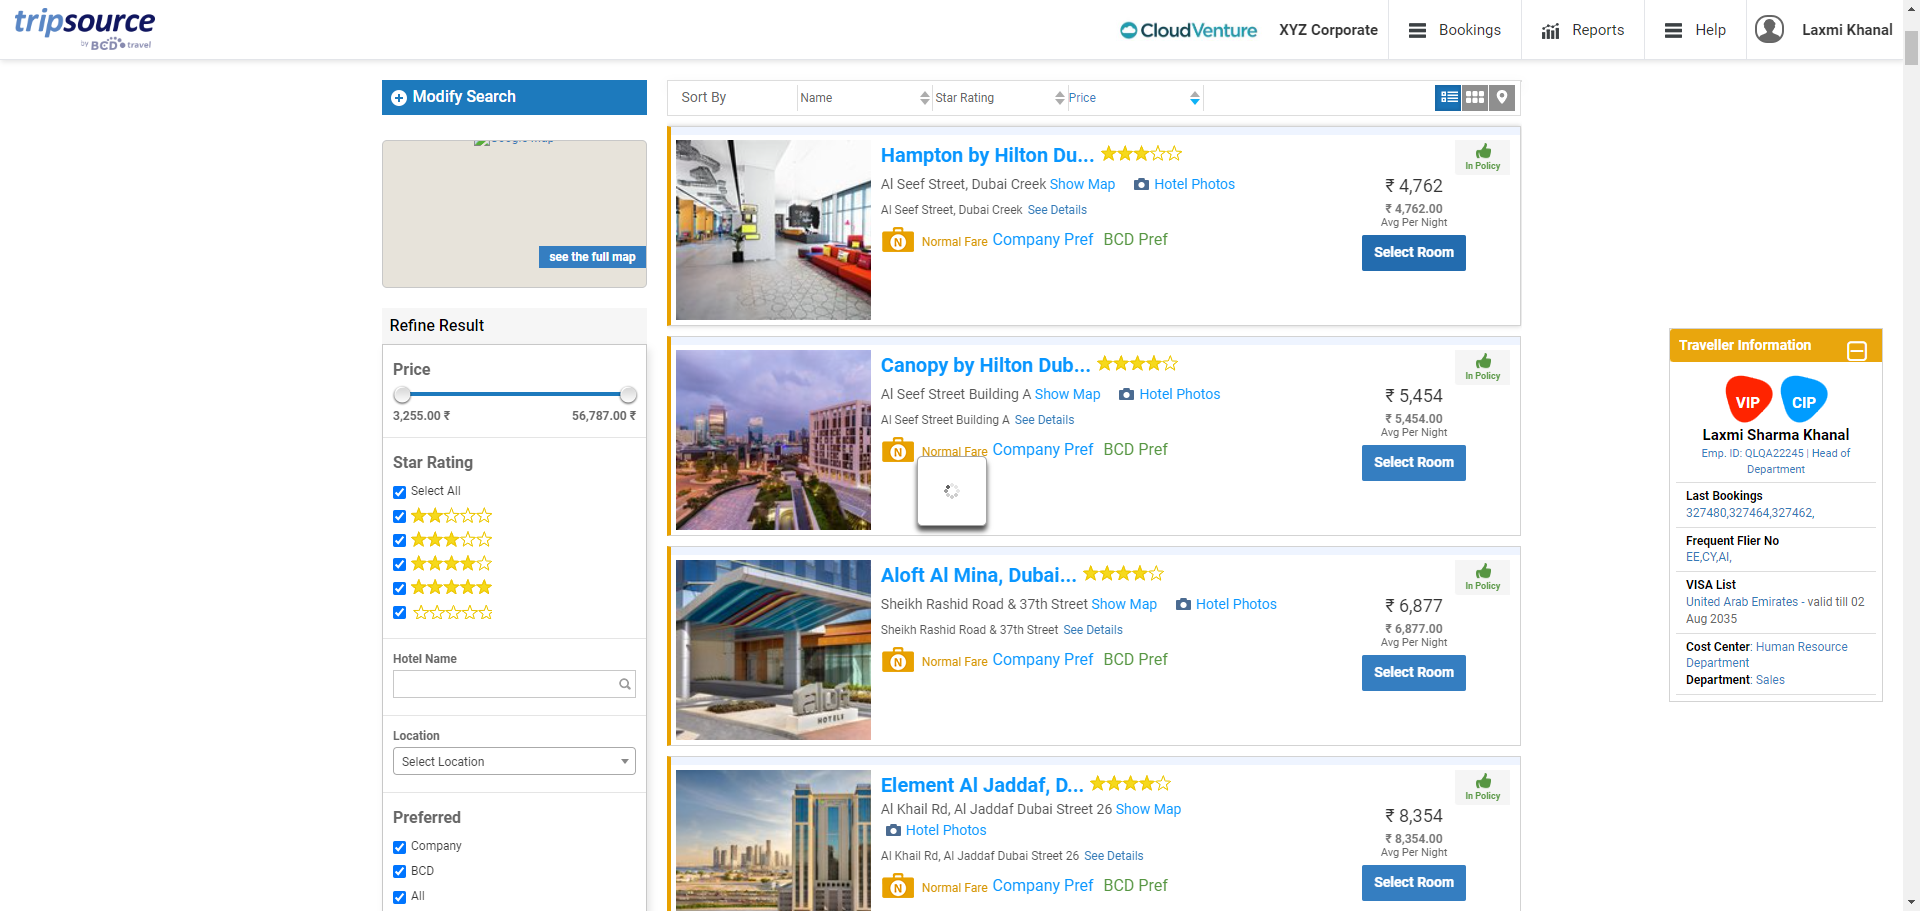 tripsource
by BCD travel
CloudVenture
XYZ Corporate
Bookings
Reports
Help
Laxmi Khanal
Modify Search
see the full map
Refine Result
Price
3,255.00 ₹
56,787.00 ₹
Star Rating
Select All
Hotel Name
Location
Select Location
Preferred
Company
BCD
All
Sort By
Name
Star Rating
Price
Hampton by Hilton Du...
In Policy
Al Seef Street, Dubai Creek Show Map Hotel Photos
Al Seef Street, Dubai Creek See Details
N Normal Fare Company Pref BCD Pref
₹ 4,762
₹ 4,762.00
Avg Per Night
Select Room
Canopy by Hilton Dub...
In Policy
Al Seef Street Building A Show Map Hotel Photos
Al Seef Street Building A See Details
N Normal Fare Company Pref BCD Pref
₹ 5,454
₹ 5,454.00
Avg Per Night
Select Room
Aloft Al Mina, Dubai...
In Policy
Sheikh Rashid Road & 37th Street Show Map Hotel Photos
Sheikh Rashid Road & 37th Street See Details
N Normal Fare Company Pref BCD Pref
₹ 6,877
₹ 6,877.00
Avg Per Night
Select Room
aloft
HOTELS
Element Al Jaddaf, D...
In Policy
Al Khail Rd, Al Jaddaf Dubai Street 26 Show Map
Hotel Photos
Al Khail Rd, Al Jaddaf Dubai Street 26 See Details
N Normal Fare Company Pref BCD Pref
₹ 8,354
₹ 8,354.00
Avg Per Night
Select Room
Traveller Information
VIP
CIP
Laxmi Sharma Khanal
Emp. ID: QLQA22245 | Head of
Department
Last Bookings
327480,327464,327462,
Frequent Flier No
EE,CY,AI,
VISA List
United Arab Emirates - valid till 02
Aug 2035
Cost Center: Human Resource
Department
Department: Sales